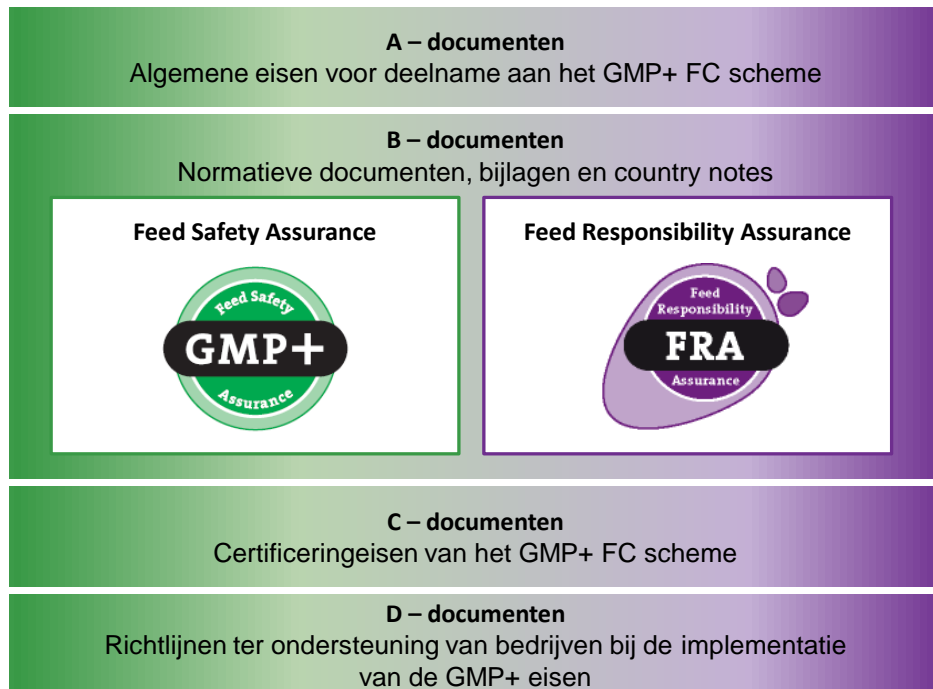 A – documenten
Algemene eisen voor deelname aan het GMP+ FC scheme
B – documenten
Normatieve documenten, bijlagen en country notes
Feed Safety Assurance
Feed Safety
GMP+
Assurance
Feed Responsibility Assurance
Feed
Responsibility
FRA
Assurance
C – documenten
Certificeringeisen van het GMP+ FC scheme
D – documenten
Richtlijnen ter ondersteuning van bedrijven bij de implementatie
van de GMP+ eisen